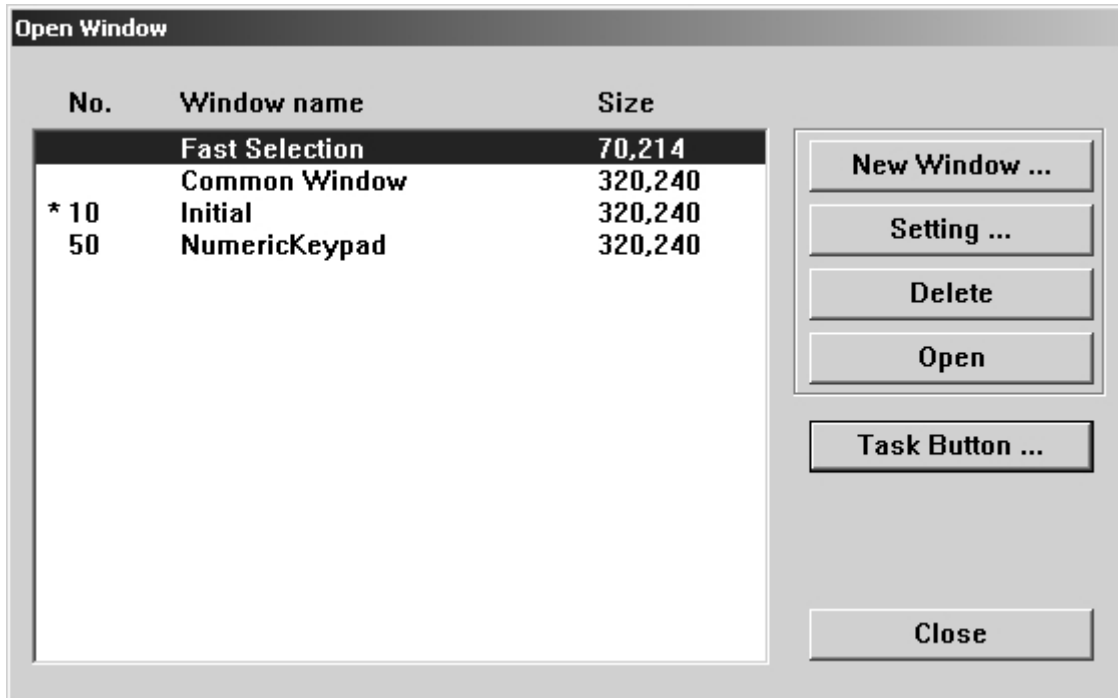 Open Window
No. Window name Size
Fast Selection 70,214
Common Window 320,240
* 10 Initial 320,240
50 NumericKeypad 320,240
New Window ...
Setting ...
Delete
Open
Task Button ...
Close